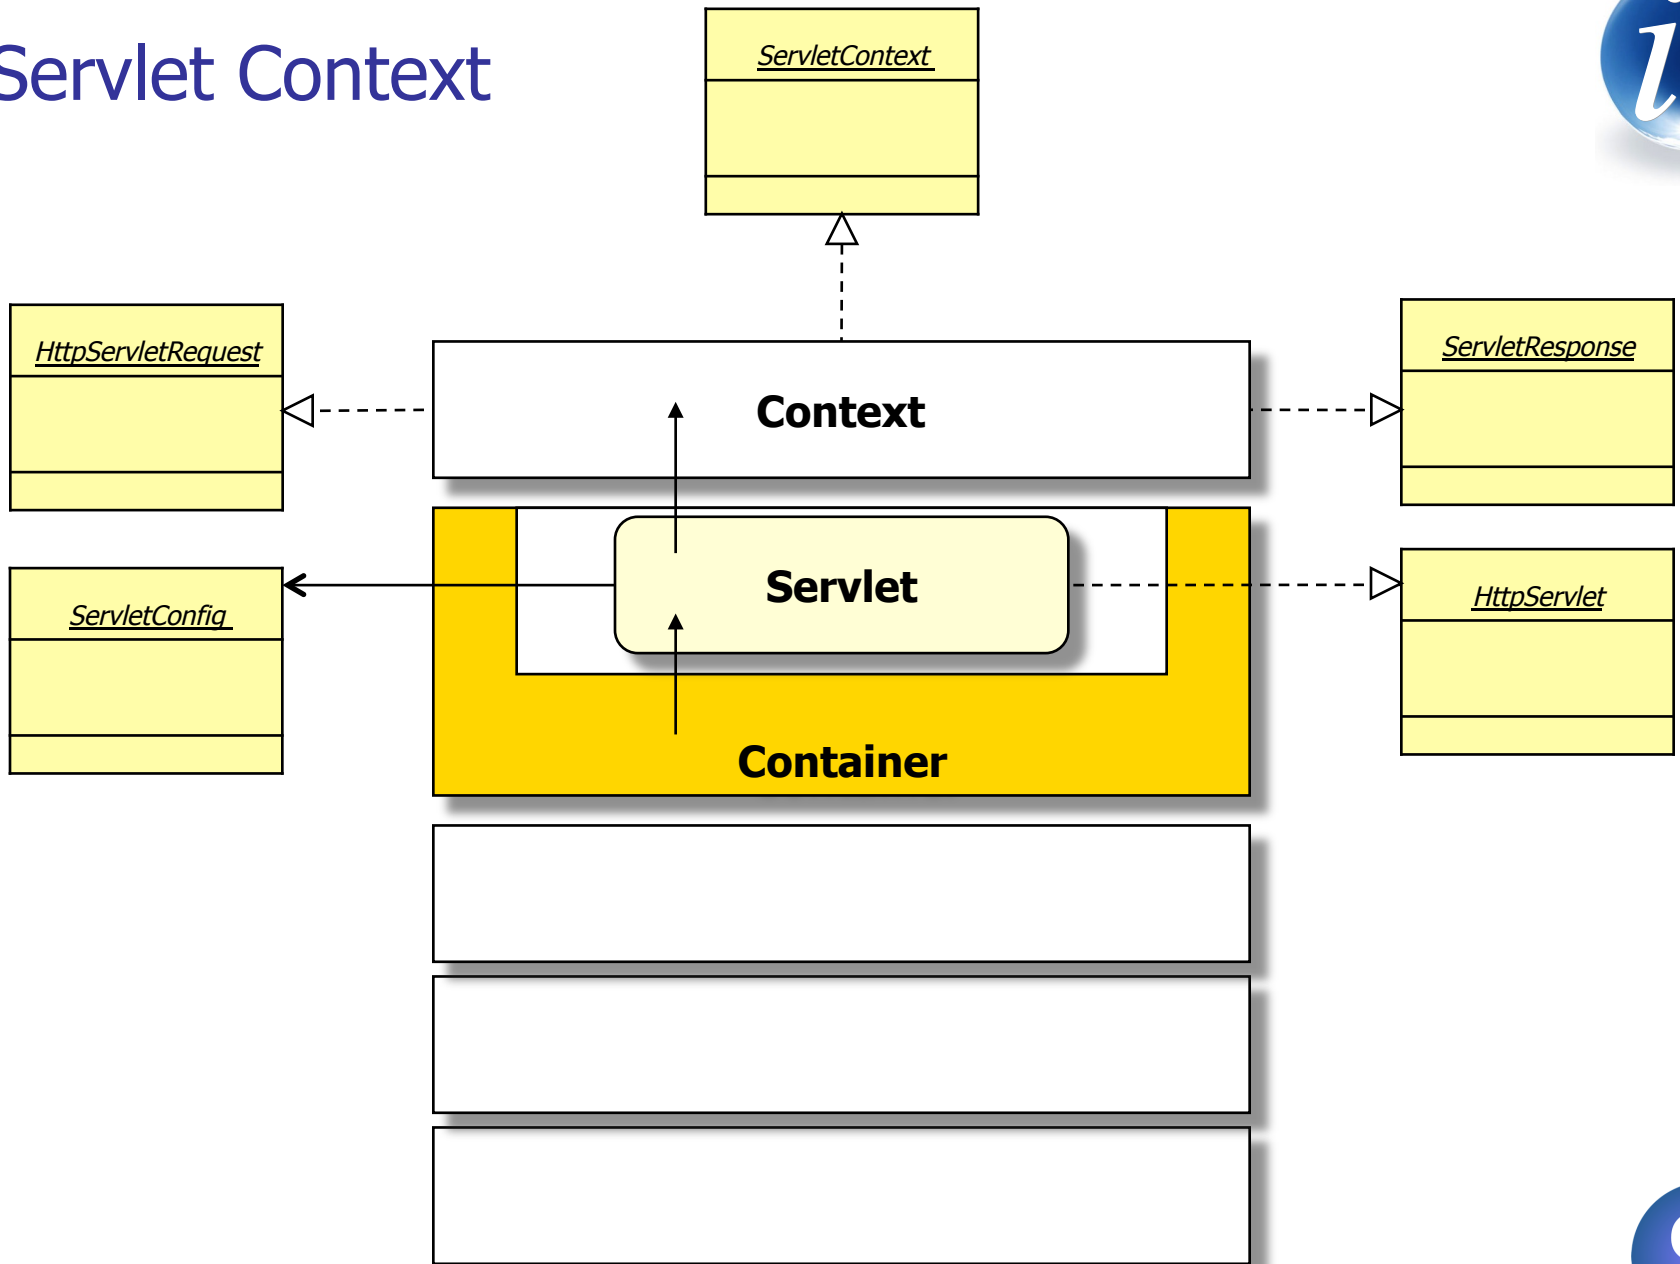 Servlet Context
ServletContext
HttpServletRequest
Context
ServletResponse
ServletConfig
Servlet
HttpServlet
Container
i